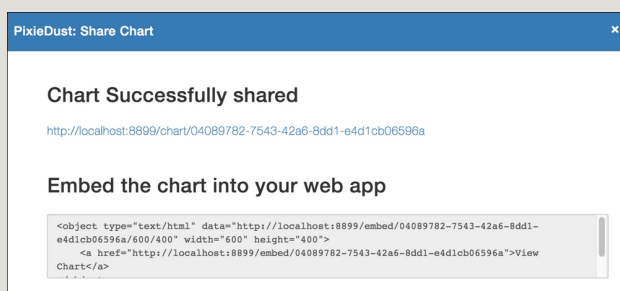 PixieDust: Share Chart ×
Chart Successfully shared
http://localhost:8899/chart/04089782-7543-42a6-8dd1-e4d1cb06596a
Embed the chart into your web app
<object type="text/html" data="http://localhost:8899/embed/04089782-7543-42a6-8dd1-
e4d1cb06596a/600/400" width="600" height="400">
<a href="http://localhost:8899/embed/04089782-7543-42a6-8dd1-e4d1cb06596a">View
Chart</a>